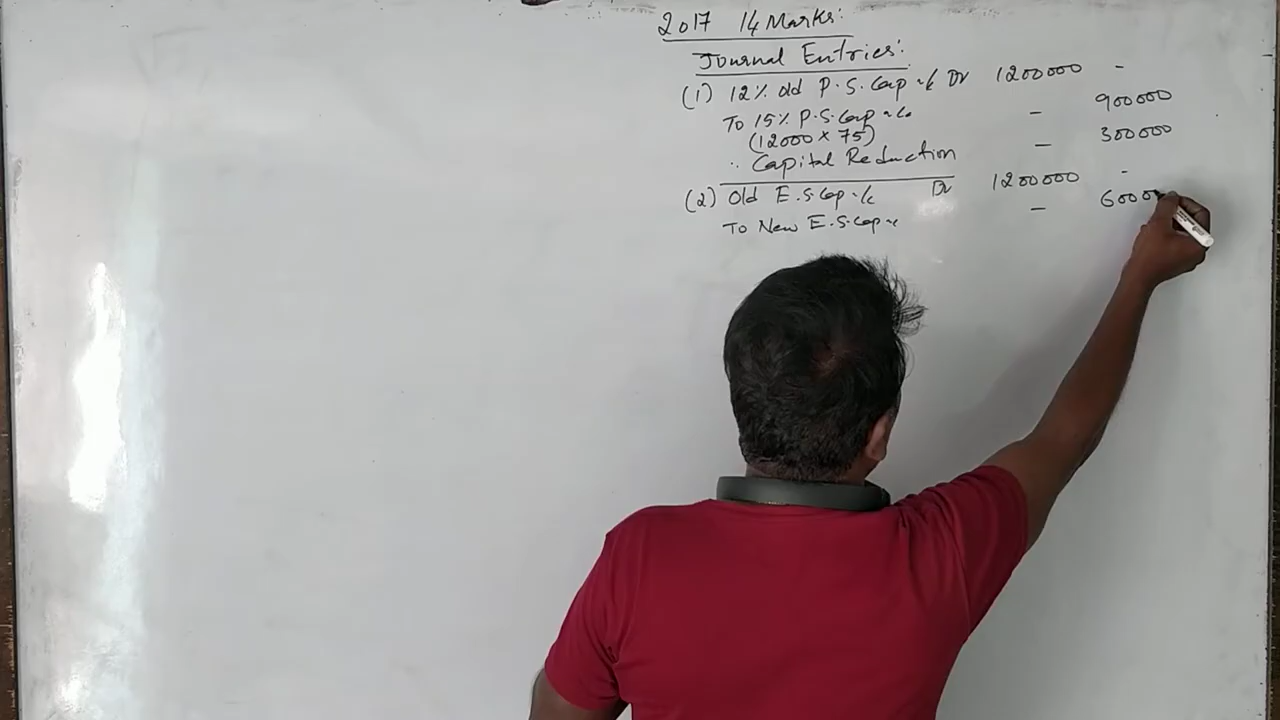 2017 14 Marks:
Journal Entries:
(1) 12% old P.S.Cap a/c Dr 1200000 -
To 15% P.S.Cap a/c - 900000
(12000 x 75)
" Capital Reduction - 300000
(2) Old E.S.Cap a/c Dr 1200000 -
To New E.S.Cap a/c - 6000